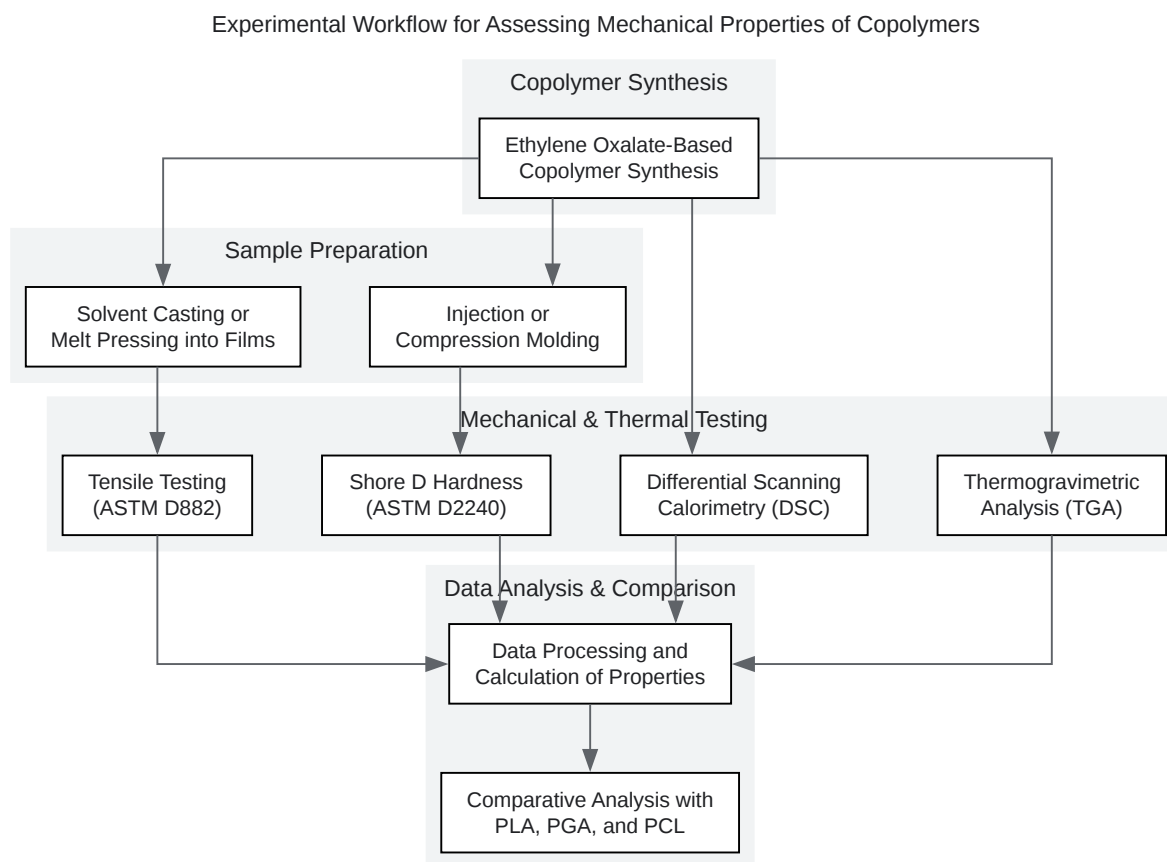 Experimental Workflow for Assessing Mechanical Properties of Copolymers
Copolymer Synthesis
Ethylene Oxalate-Based
Copolymer Synthesis
Sample Preparation
Solvent Casting or
Melt Pressing into Films
Injection or
Compression Molding
Mechanical & Thermal Testing
Tensile Testing
(ASTM D882)
Shore D Hardness
(ASTM D2240)
Differential Scanning
Calorimetry (DSC)
Thermogravimetric
Analysis (TGA)
Data Analysis & Comparison
Data Processing and
Calculation of Properties
Comparative Analysis with
PLA, PGA, and PCL